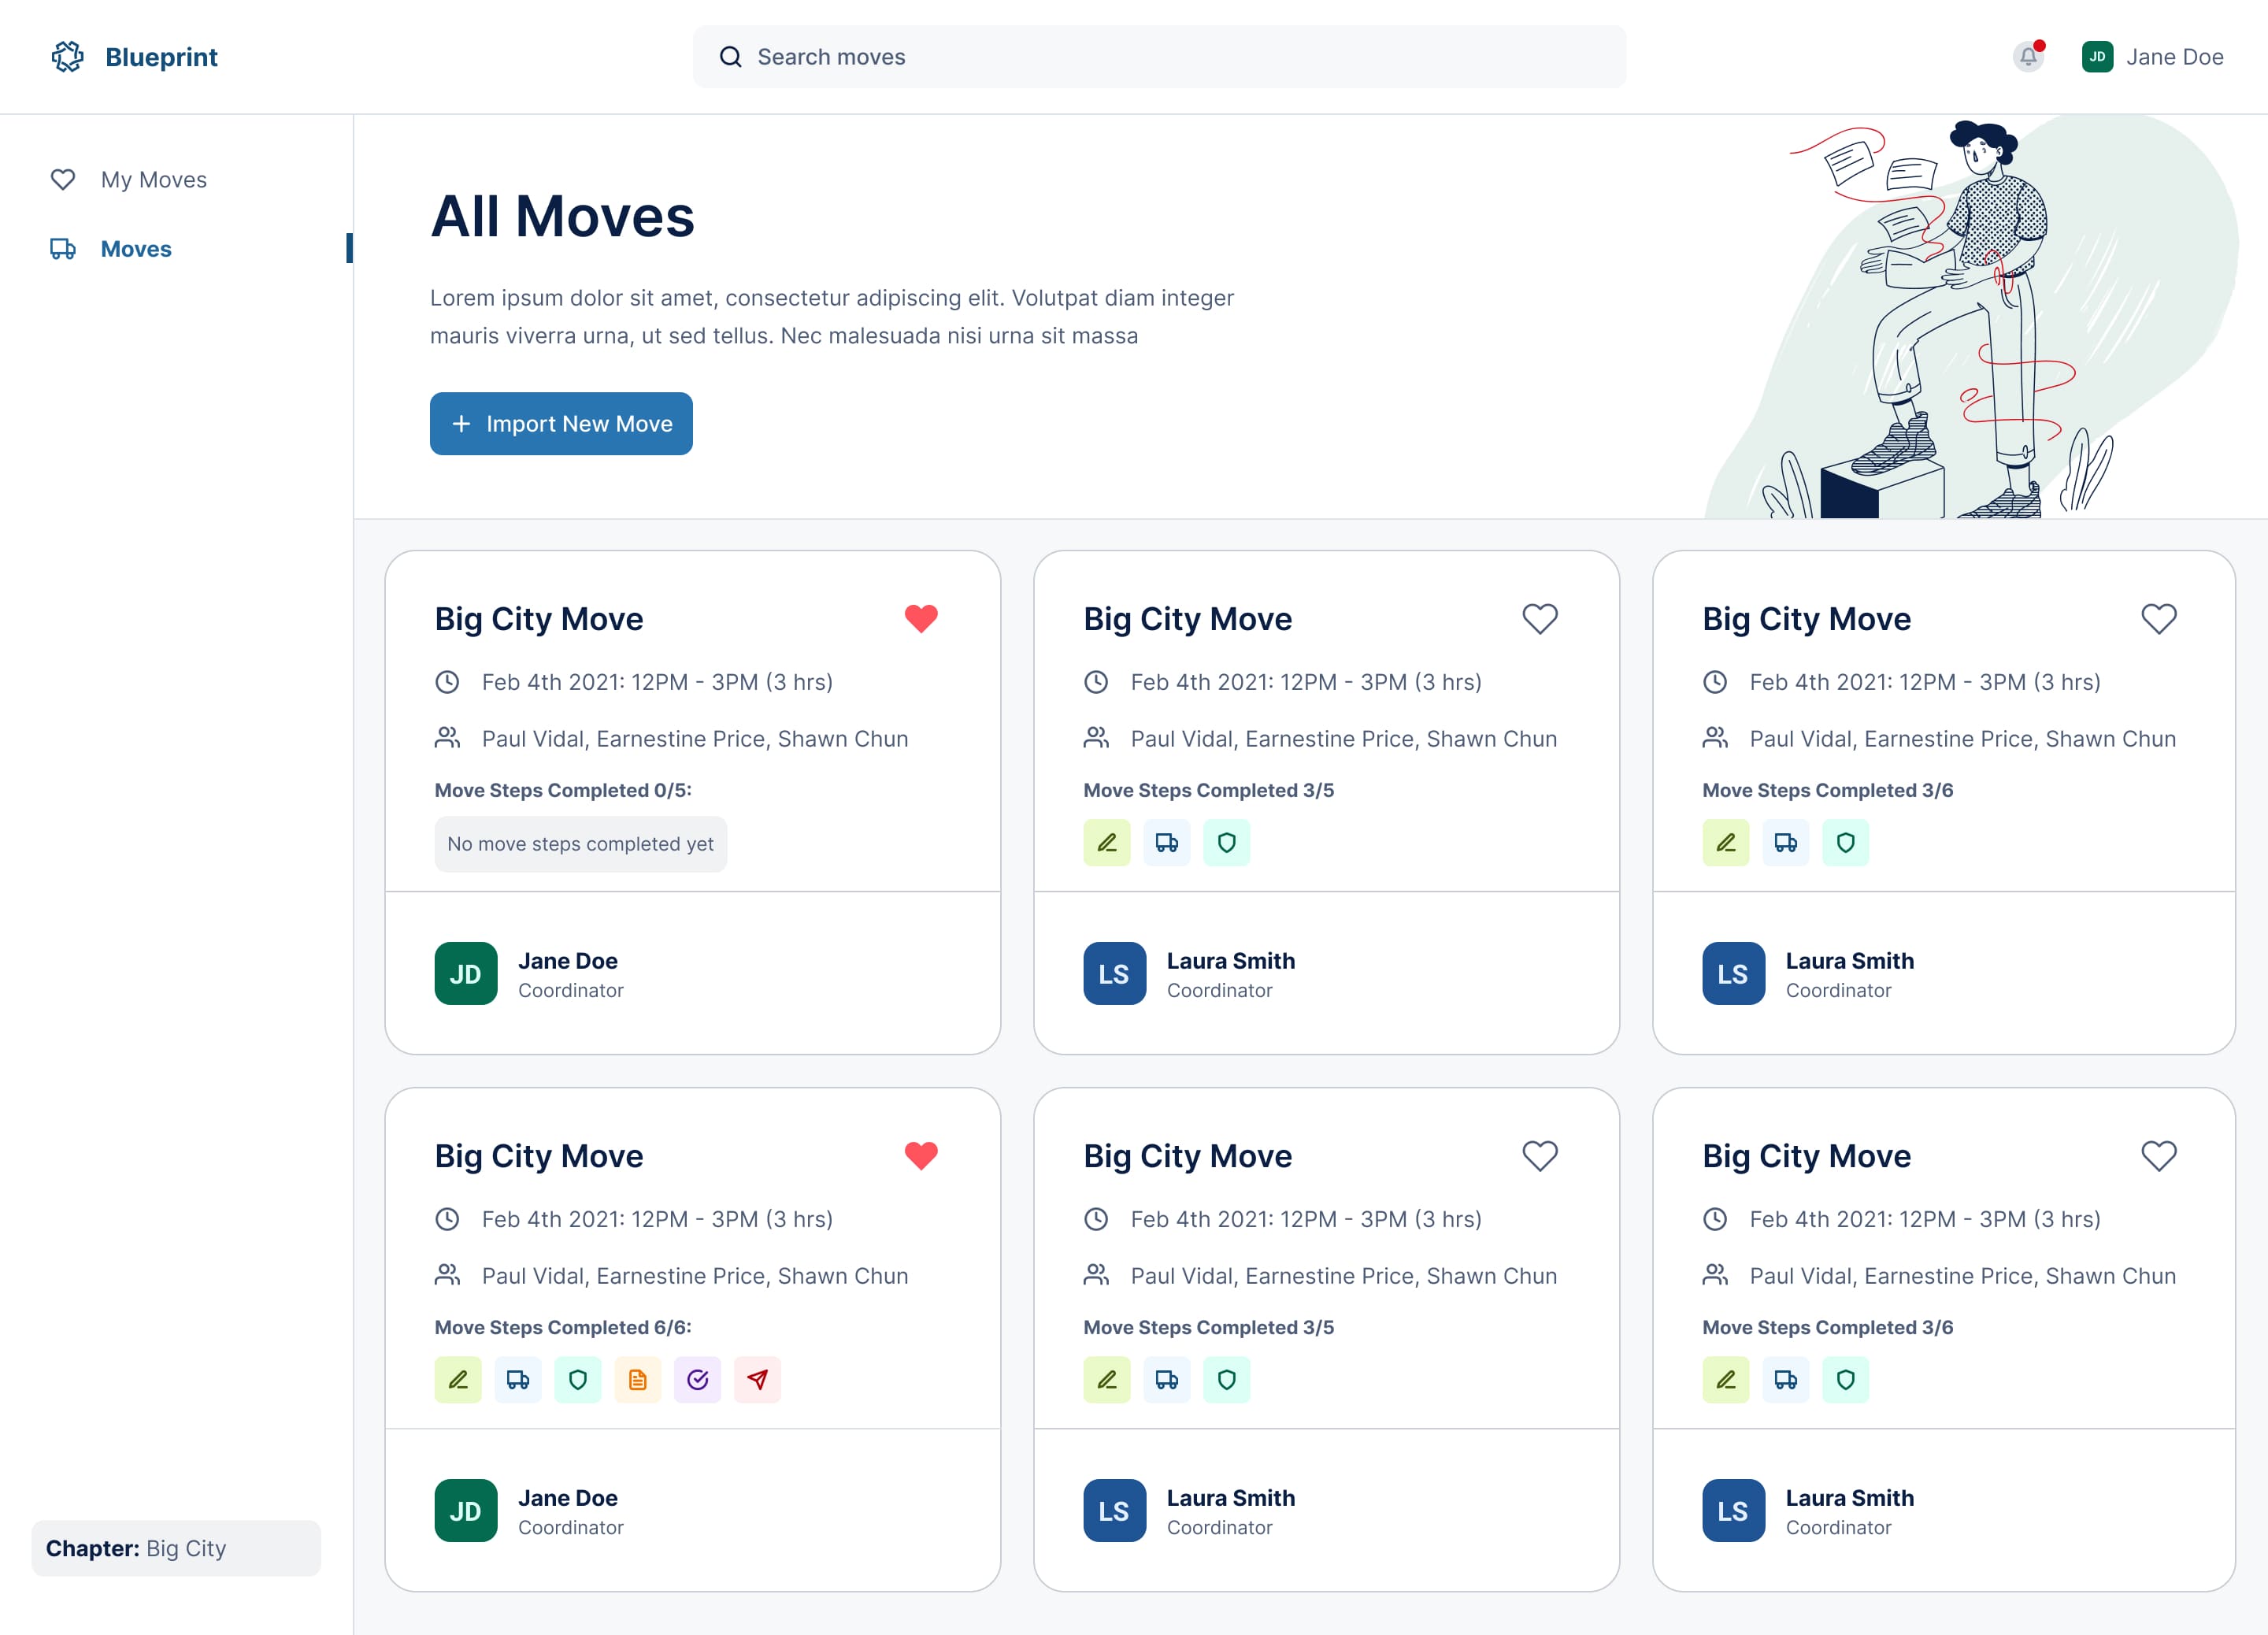 Blueprint
Search moves
JD Jane Doe
My Moves
Moves
All Moves
Lorem ipsum dolor sit amet, consectetur adipiscing elit. Volutpat diam integer
mauris viverra urna, ut sed tellus. Nec malesuada nisi urna sit massa
Import New Move
Big City Move
Feb 4th 2021: 12PM - 3PM (3 hrs)
Paul Vidal, Earnestine Price, Shawn Chun
Move Steps Completed 0/5:
No move steps completed yet
JD
Jane Doe
Coordinator
Big City Move
Feb 4th 2021: 12PM - 3PM (3 hrs)
Paul Vidal, Earnestine Price, Shawn Chun
Move Steps Completed 3/5
LS
Laura Smith
Coordinator
Big City Move
Feb 4th 2021: 12PM - 3PM (3 hrs)
Paul Vidal, Earnestine Price, Shawn Chun
Move Steps Completed 3/6
LS
Laura Smith
Coordinator
Big City Move
Feb 4th 2021: 12PM - 3PM (3 hrs)
Paul Vidal, Earnestine Price, Shawn Chun
Move Steps Completed 6/6:
JD
Jane Doe
Coordinator
Big City Move
Feb 4th 2021: 12PM - 3PM (3 hrs)
Paul Vidal, Earnestine Price, Shawn Chun
Move Steps Completed 3/5
LS
Laura Smith
Coordinator
Big City Move
Feb 4th 2021: 12PM - 3PM (3 hrs)
Paul Vidal, Earnestine Price, Shawn Chun
Move Steps Completed 3/6
LS
Laura Smith
Coordinator
Chapter: Big City